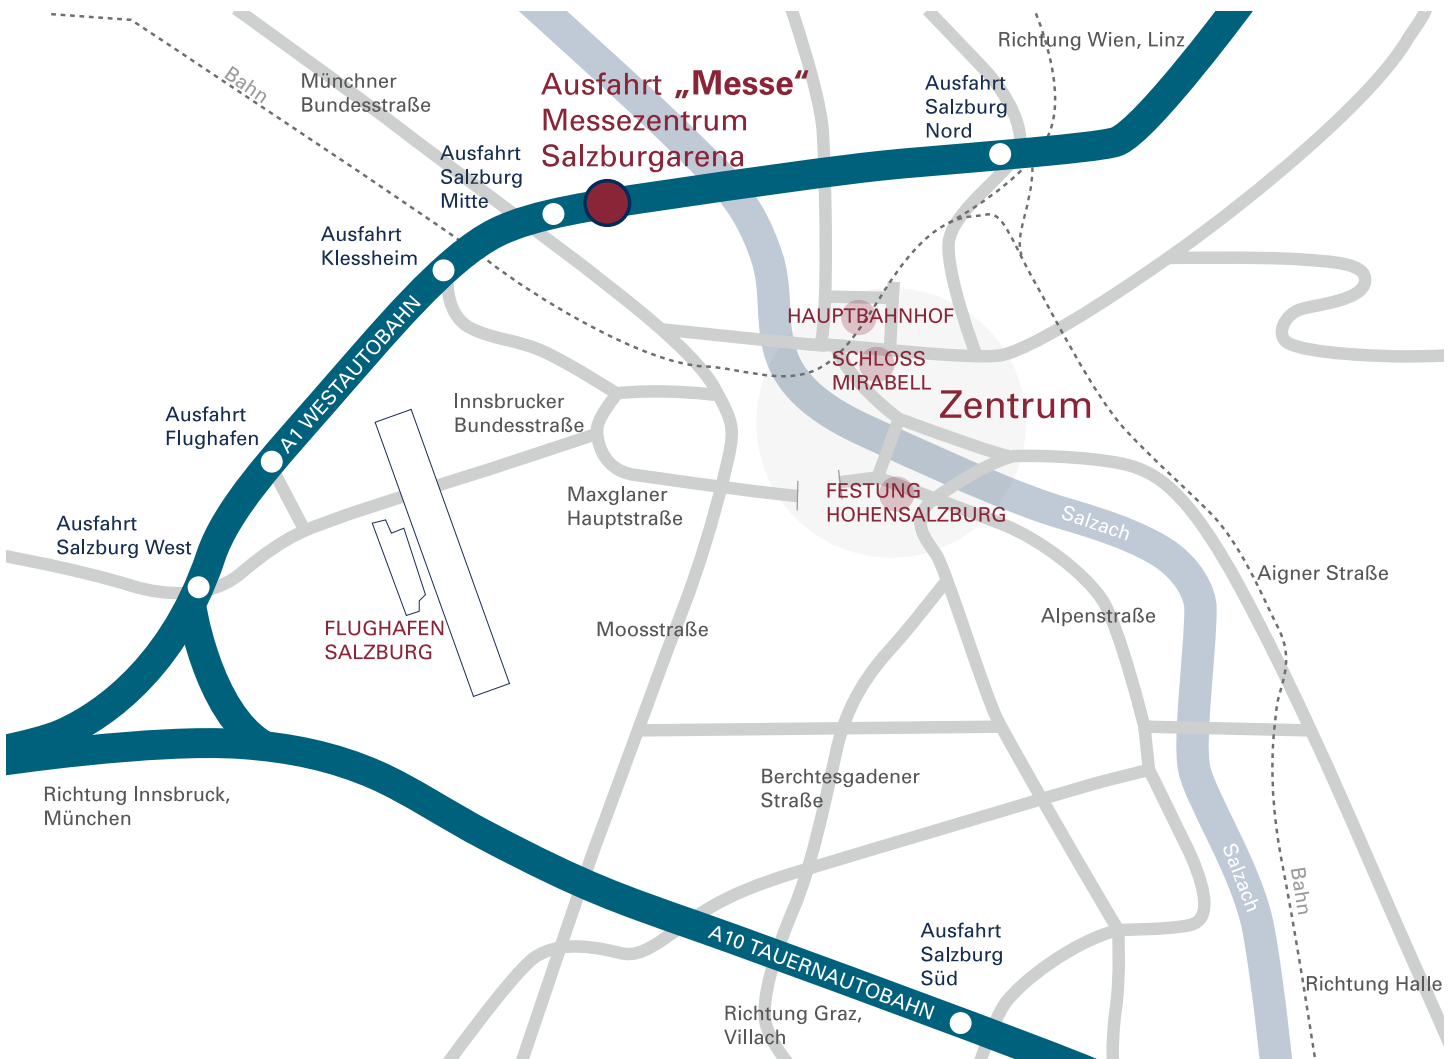 Richtung Wien, Linz
Bahn
Münchner
Bundesstraße
Ausfahrt „Messe“
Messezentrum
Salzburgarena
Ausfahrt
Salzburg
Nord
Ausfahrt
Salzburg
Mitte
Ausfahrt
Klessheim
A1 WESTAUTOBAHN
HAUPTBAHNHOF
SCHLOSS
MIRABELL
Zentrum
Innsbrucker
Bundesstraße
Ausfahrt
Flughafen
Maxglaner
Hauptstraße
FESTUNG
HOHENSALZBURG
Salzach
Ausfahrt
Salzburg West
Aigner Straße
Alpenstraße
FLUGHAFEN
SALZBURG
Moosstraße
Berchtesgadener
Straße
Richtung Innsbruck,
München
Salzach
Bahn
A10 TAUERNAUTOBAHN
Ausfahrt
Salzburg
Süd
Richtung Halle
Richtung Graz,
Villach